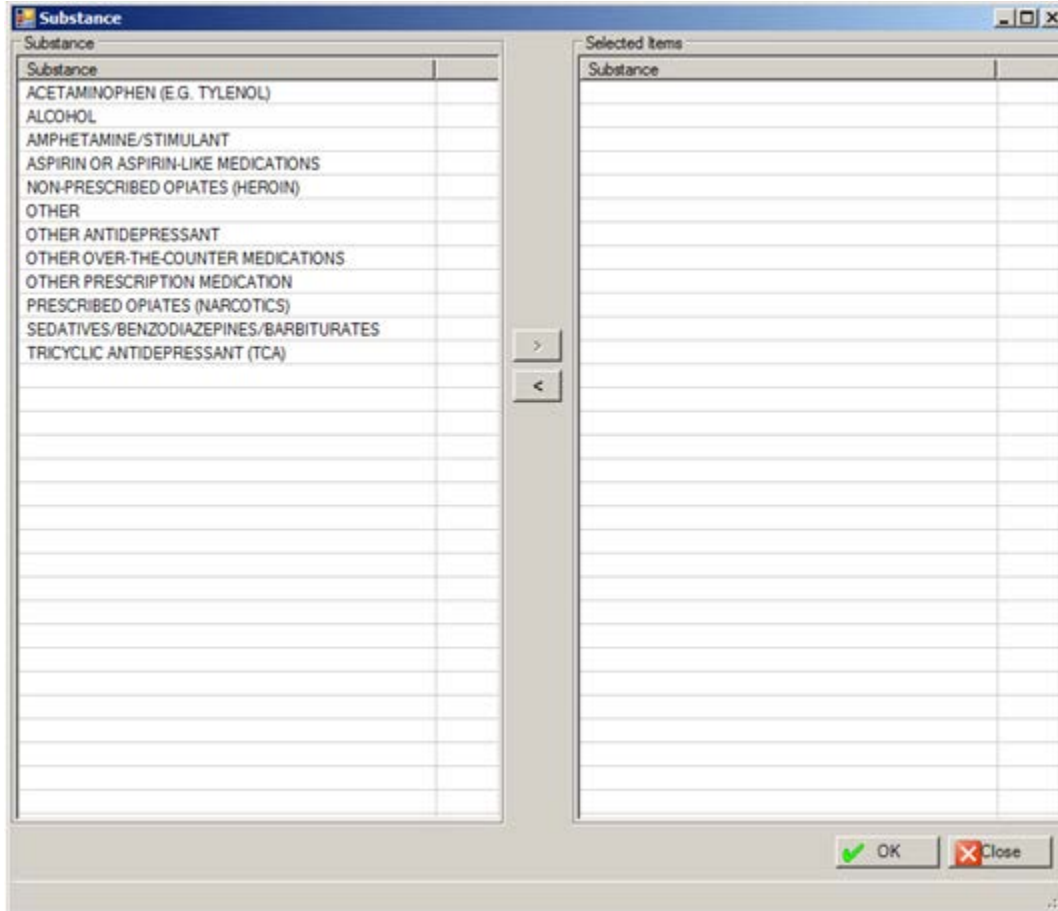 Substance
Substance
Substance
ACETAMINOPHEN (E.G. TYLENOL)
ALCOHOL
AMPHETAMINE/STIMULANT
ASPIRIN OR ASPIRIN-LIKE MEDICATIONS
NON-PRESCRIBED OPIATES (HEROIN)
OTHER
OTHER ANTIDEPRESSANT
OTHER OVER-THE-COUNTER MEDICATIONS
OTHER PRESCRIPTION MEDICATION
PRESCRIBED OPIATES (NARCOTICS)
SEDATIVES/BENZODIAZEPINES/BARBITURATES
TRICYCLIC ANTIDEPRESSANT (TCA)
>
<
Selected Items
Substance
OK
Close